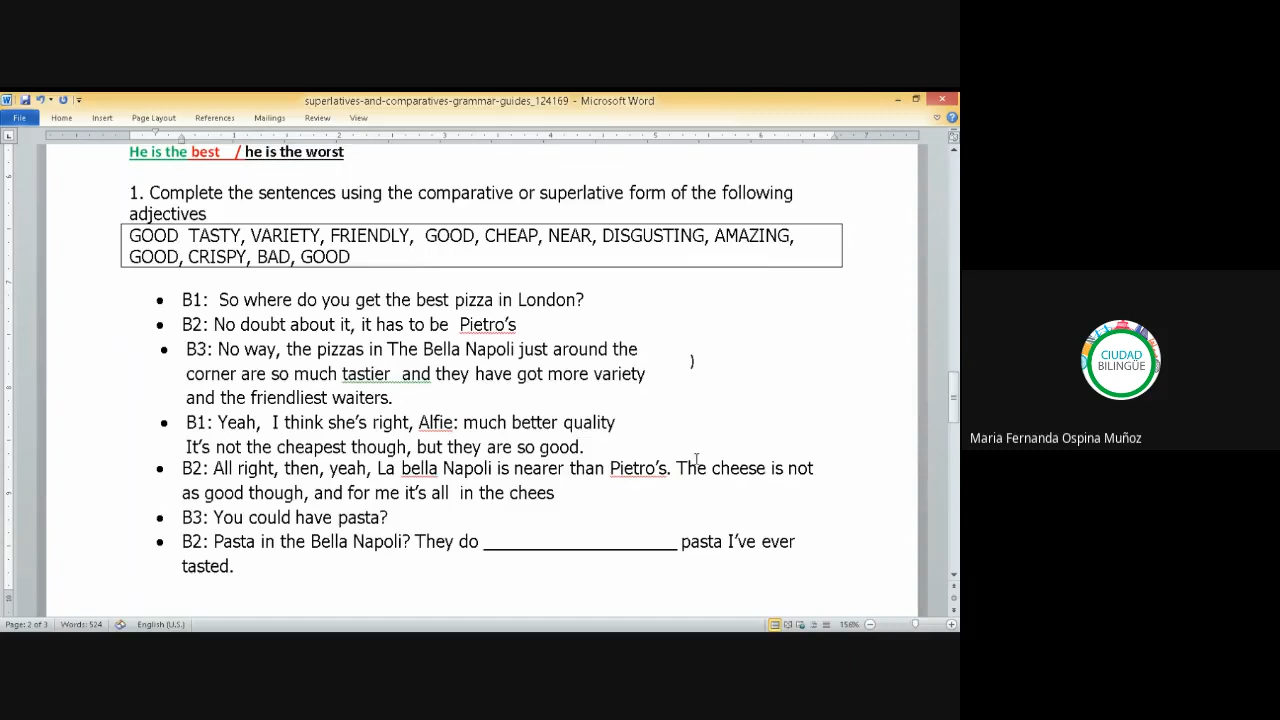 superlatives-and-comparatives-grammar-guides_124169 - Microsoft Word
File Home Insert Page Layout References Mailings Review View
1 2 3 4 5 6 7
He is the best / he is the worst
1. Complete the sentences using the comparative or superlative form of the following
adjectives
GOOD TASTY, VARIETY, FRIENDLY, GOOD, CHEAP, NEAR, DISGUSTING, AMAZING,
GOOD, CRISPY, BAD, GOOD
• B1: So where do you get the best pizza in London?
• B2: No doubt about it, it has to be Pietro's
• B3: No way, the pizzas in The Bella Napoli just around the )
corner are so much tastier and they have got more variety
and the friendliest waiters.
• B1: Yeah, I think she's right, Alfie: much better quality
It's not the cheapest though, but they are so good.
• B2: All right, then, yeah, La bella Napoli is nearer than Pietro's. The cheese is not
as good though, and for me it's all in the chees
• B3: You could have pasta?
• B2: Pasta in the Bella Napoli? They do ____________________ pasta I've ever
tasted.
CIUDAD
BILINGÜE
Maria Fernanda Ospina Muñoz
Page: 2 of 3 Words: 524 English (U.S.) 156%